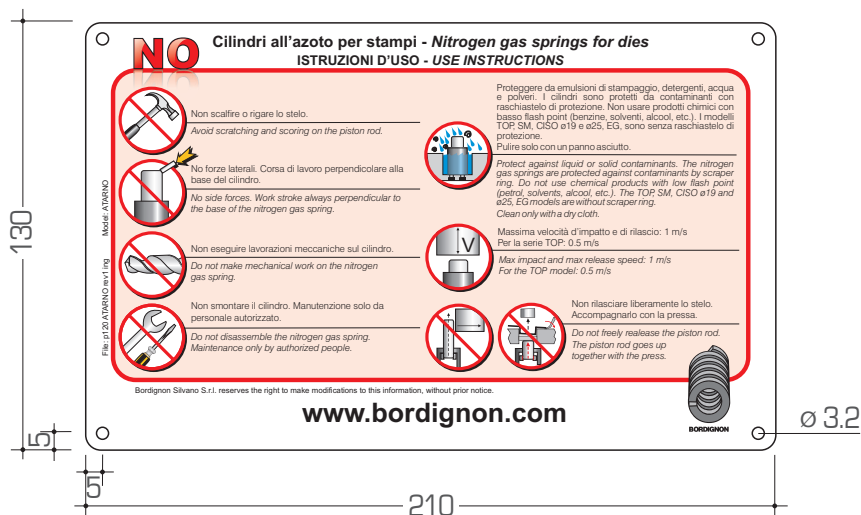 NO
Cilindri all'azoto per stampi - Nitrogen gas springs for dies
ISTRUZIONI D'USO - USE INSTRUCTIONS
Non scalfire o rigare lo stelo.
Avoid scratching and scoring on the piston rod.
No forze laterali. Corsa di lavoro perpendicolare alla
base del cilindro.
No side forces. Work stroke always perpendicular to
the base of the nitrogen gas spring.
Non eseguire lavorazioni meccaniche sul cilindro.
Do not make mechanical work on the nitrogen
gas spring.
Non smontare il cilindro. Manutenzione solo da
personale autorizzato.
Do not disassemble the nitrogen gas spring.
Maintenance only by authorized people.
Proteggere da emulsioni di stampaggio, detergenti, acqua
e polveri. I cilindri sono protetti da contaminanti con
raschiastelo di protezione. Non usare prodotti chimici con
basso flash point (benzine, solventi, alcool, etc.). I modelli
TOP, SM, CISO ø19 e ø25, EG, sono senza raschiastelo di
protezione.
Pulire solo con un panno asciutto.
Protect against liquid or solid contaminants. The nitrogen
gas springs are protected against contaminants by scraper
ring. Do not use chemical products with low flash point
(petrol, solvents, alcool, etc.). The TOP, SM, CISO ø19 and
ø25, EG models are without scraper ring.
Clean only with a dry cloth.
V
Massima velocità d'impatto e di rilascio: 1 m/s
Per la serie TOP: 0.5 m/s
Max impact and max release speed: 1 m/s
For the TOP model: 0.5 m/s
Non rilasciare liberamente lo stelo.
Accompagnarlo con la pressa.
Do not freely realease the piston rod.
The piston rod goes up
together with the press.
File: p120 ATARNO rev1 ing Model: ATARNO
Bordignon Silvano S.r.l. reserves the right to make modifications to this information, without prior notice.
www.bordignon.com
BORDIGNON
130
5
5
210
ø 3.2